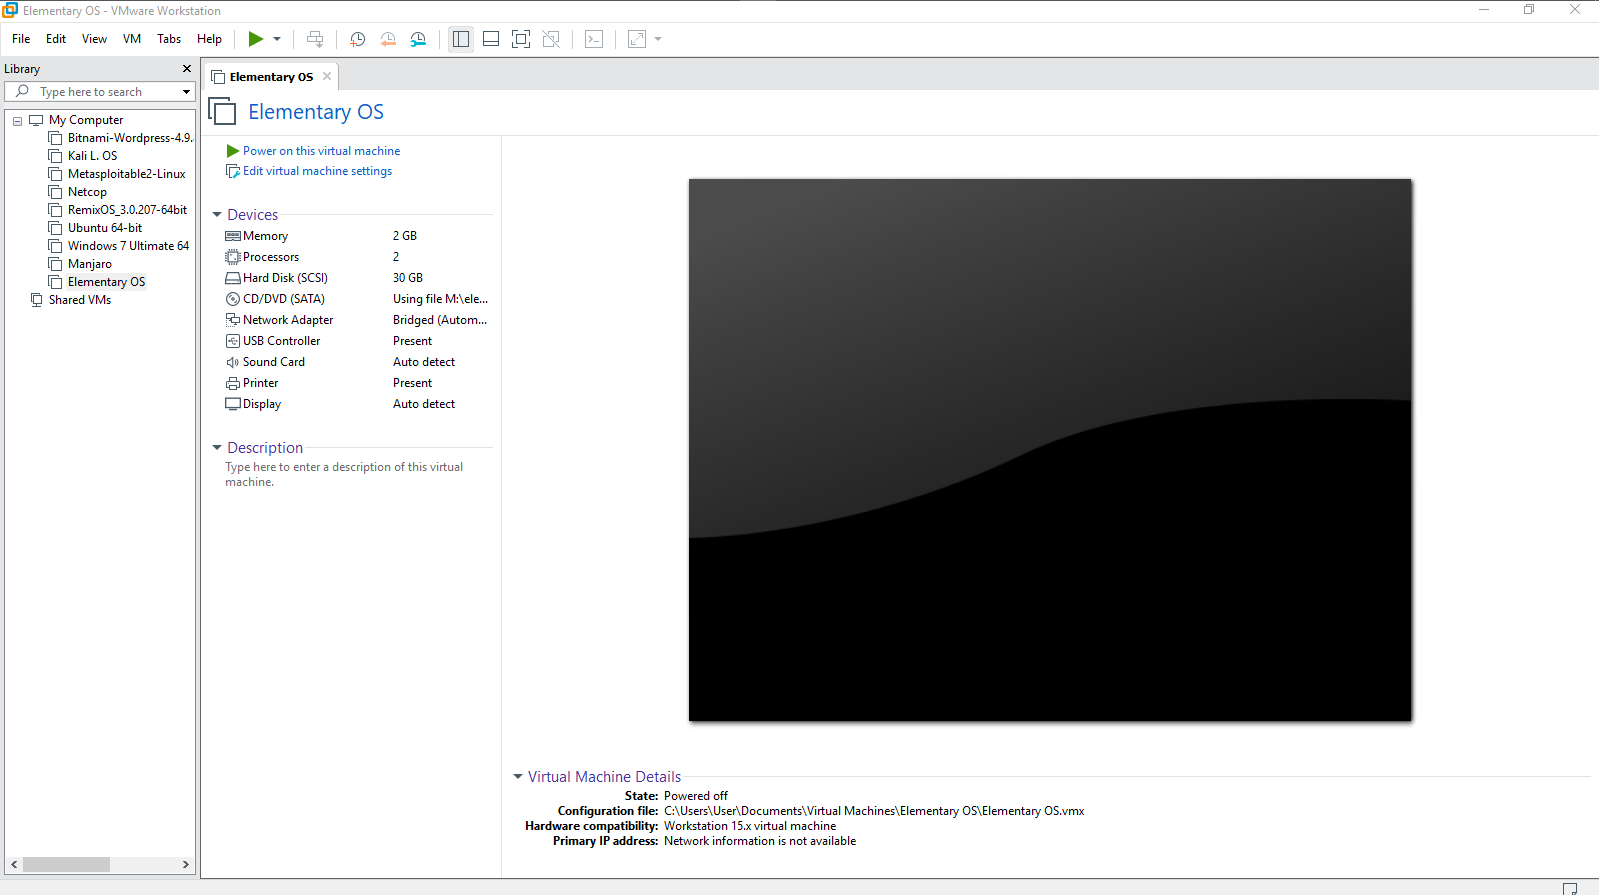 Elementary OS - VMware Workstation
File Edit View VM Tabs Help
Library
Type here to search
My Computer
Bitnami-Wordpress-4.9.
Kali L. OS
Metasploitable2-Linux
Netcop
RemixOS_3.0.207-64bit
Ubuntu 64-bit
Windows 7 Ultimate 64
Manjaro
Elementary OS
Shared VMs
Elementary OS
Elementary OS
Power on this virtual machine
Edit virtual machine settings
Devices
Memory 2 GB
Processors 2
Hard Disk (SCSI) 30 GB
CD/DVD (SATA) Using file M:\ele...
Network Adapter Bridged (Autom...
USB Controller Present
Sound Card Auto detect
Printer Present
Display Auto detect
Description
Type here to enter a description of this virtual
machine.
Virtual Machine Details
State: Powered off
Configuration file: C:\Users\User\Documents\Virtual Machines\Elementary OS\Elementary OS.vmx
Hardware compatibility: Workstation 15.x virtual machine
Primary IP address: Network information is not available